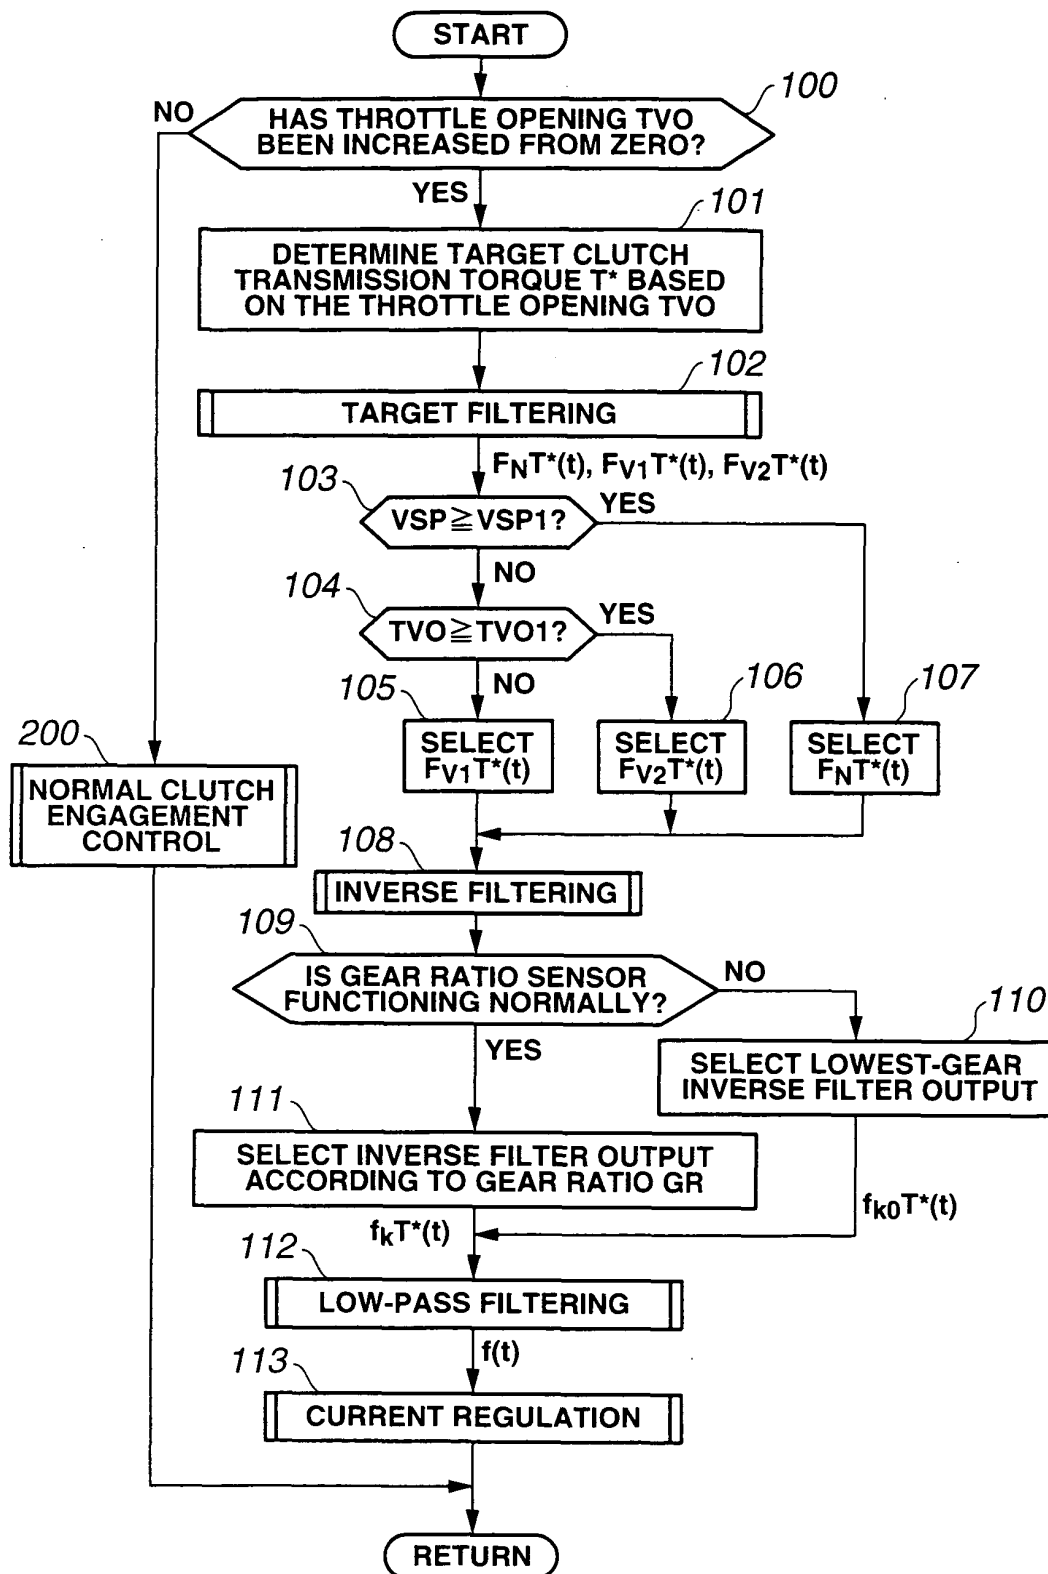 START
100
NO
HAS THROTTLE OPENING TVO
BEEN INCREASED FROM ZERO?
YES
101
DETERMINE TARGET CLUTCH
TRANSMISSION TORQUE T* BASED
ON THE THROTTLE OPENING TVO
102
TARGET FILTERING
FNT*(t), FV1T*(t), FV2T*(t)
103
VSP≧VSP1?
YES
NO
104
TVO≧TVO1?
YES
NO
105
106
107
SELECT
FV1T*(t)
SELECT
FV2T*(t)
SELECT
FNT*(t)
200
NORMAL CLUTCH
ENGAGEMENT
CONTROL
108
INVERSE FILTERING
109
IS GEAR RATIO SENSOR
FUNCTIONING NORMALLY?
NO
YES
110
SELECT LOWEST-GEAR
INVERSE FILTER OUTPUT
111
SELECT INVERSE FILTER OUTPUT
ACCORDING TO GEAR RATIO GR
fkT*(t)
fk0T*(t)
112
LOW-PASS FILTERING
f(t)
113
CURRENT REGULATION
RETURN